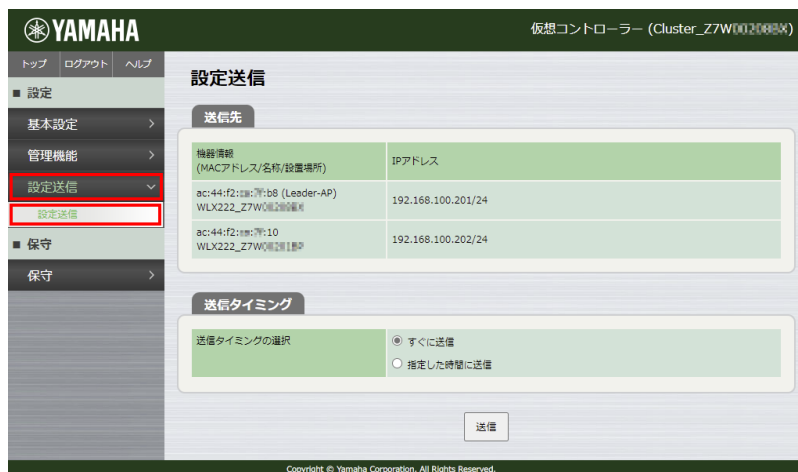 YAMAHA
仮想コントローラー (Cluster_Z7W
トップ ログアウト ヘルプ
■ 設定
基本設定
管理機能
設定送信
設定送信
■ 保守
保守
設定送信
送信先
機器情報
(MACアドレス/名称/設置場所)
IPアドレス
ac:44:f2: :b8 (Leader-AP)
WLX222_Z7W
192.168.100.201/24
ac:44:f2: :10
WLX222_Z7W
192.168.100.202/24
送信タイミング
送信タイミングの選択
すぐに送信
指定した時間に送信
送信
Copyright © Yamaha Corporation. All Rights Reserved.